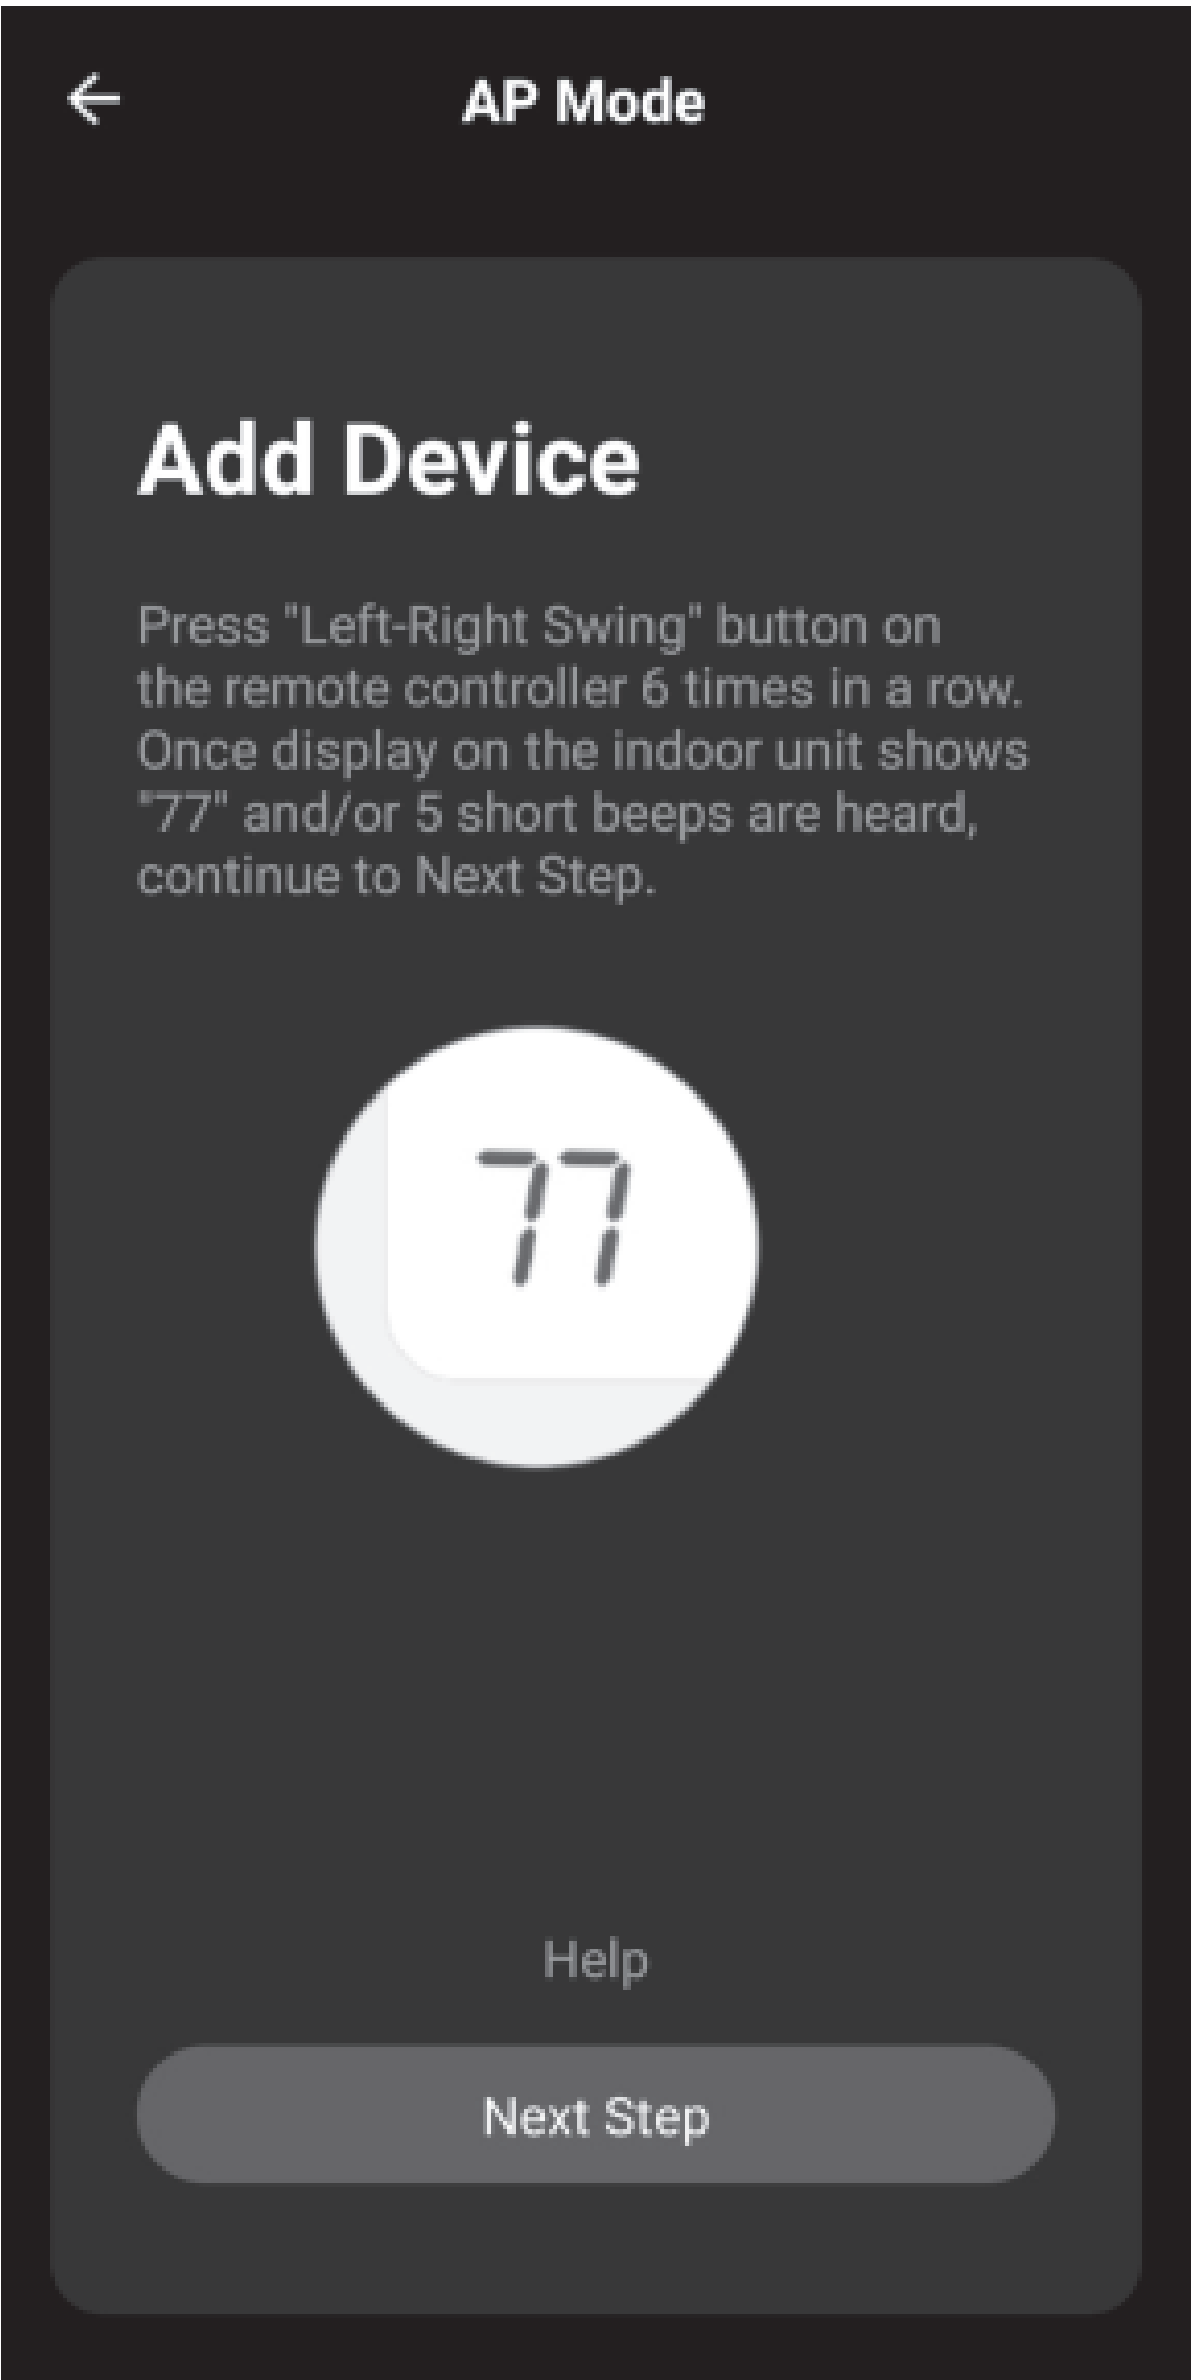 AP Mode
Add Device
Press "Left-Right Swing" button on
the remote controller 6 times in a row.
Once display on the indoor unit shows
"77" and/or 5 short beeps are heard,
continue to Next Step.
77
Help
Next Step